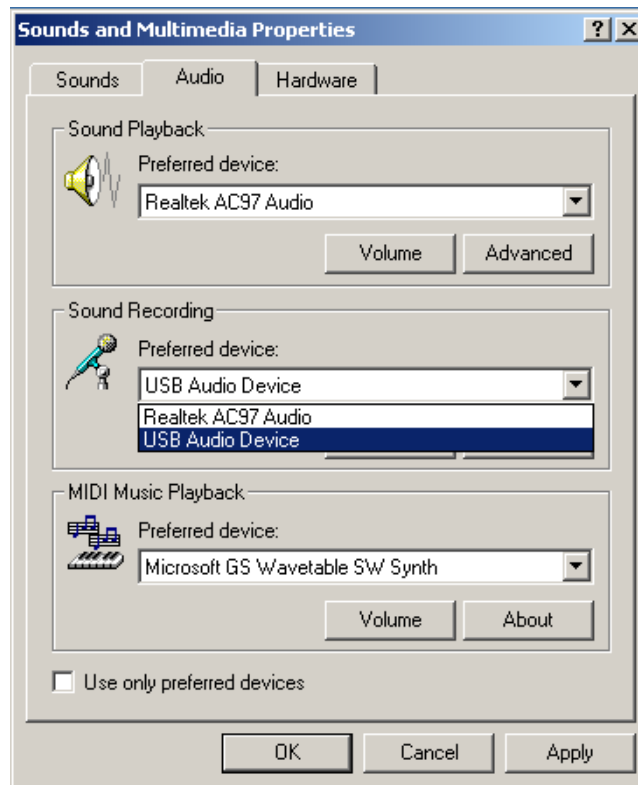 Sounds and Multimedia Properties
Sounds Audio Hardware
Sound Playback
Preferred device:
Realtek AC97 Audio
Volume Advanced
Sound Recording
Preferred device:
USB Audio Device
Realtek AC97 Audio
USB Audio Device
MIDI Music Playback
Preferred device:
Microsoft GS Wavetable SW Synth
Volume About
Use only preferred devices
OK Cancel Apply